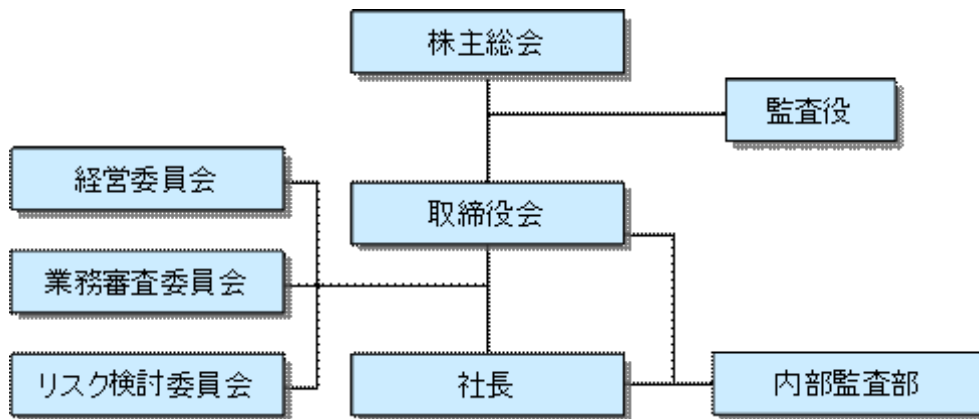 株主総会
監査役
経営委員会
取締役会
業務審査委員会
リスク検討委員会
社長
内部監査部